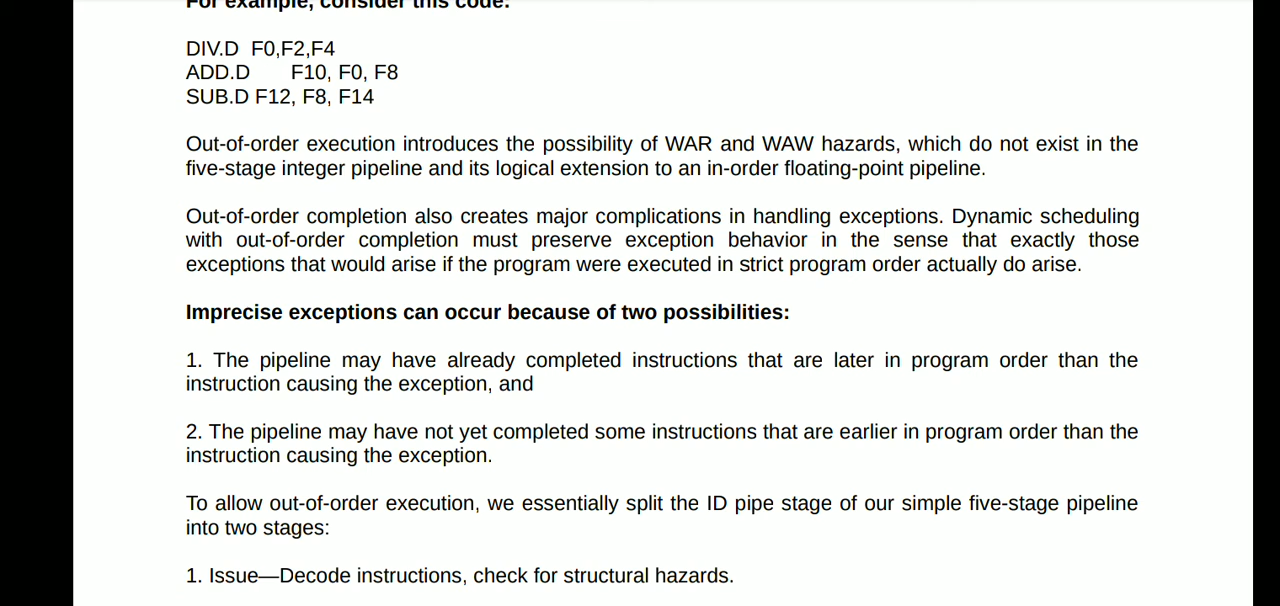 For example, consider this code:
DIV.D F0,F2,F4
ADD.D F10, F0, F8
SUB.D F12, F8, F14
Out-of-order execution introduces the possibility of WAR and WAW hazards, which do not exist in the
five-stage integer pipeline and its logical extension to an in-order floating-point pipeline.
Out-of-order completion also creates major complications in handling exceptions. Dynamic scheduling
with out-of-order completion must preserve exception behavior in the sense that exactly those
exceptions that would arise if the program were executed in strict program order actually do arise.
Imprecise exceptions can occur because of two possibilities:
1. The pipeline may have already completed instructions that are later in program order than the
instruction causing the exception, and
2. The pipeline may have not yet completed some instructions that are earlier in program order than the
instruction causing the exception.
To allow out-of-order execution, we essentially split the ID pipe stage of our simple five-stage pipeline
into two stages:
1. Issue—Decode instructions, check for structural hazards.